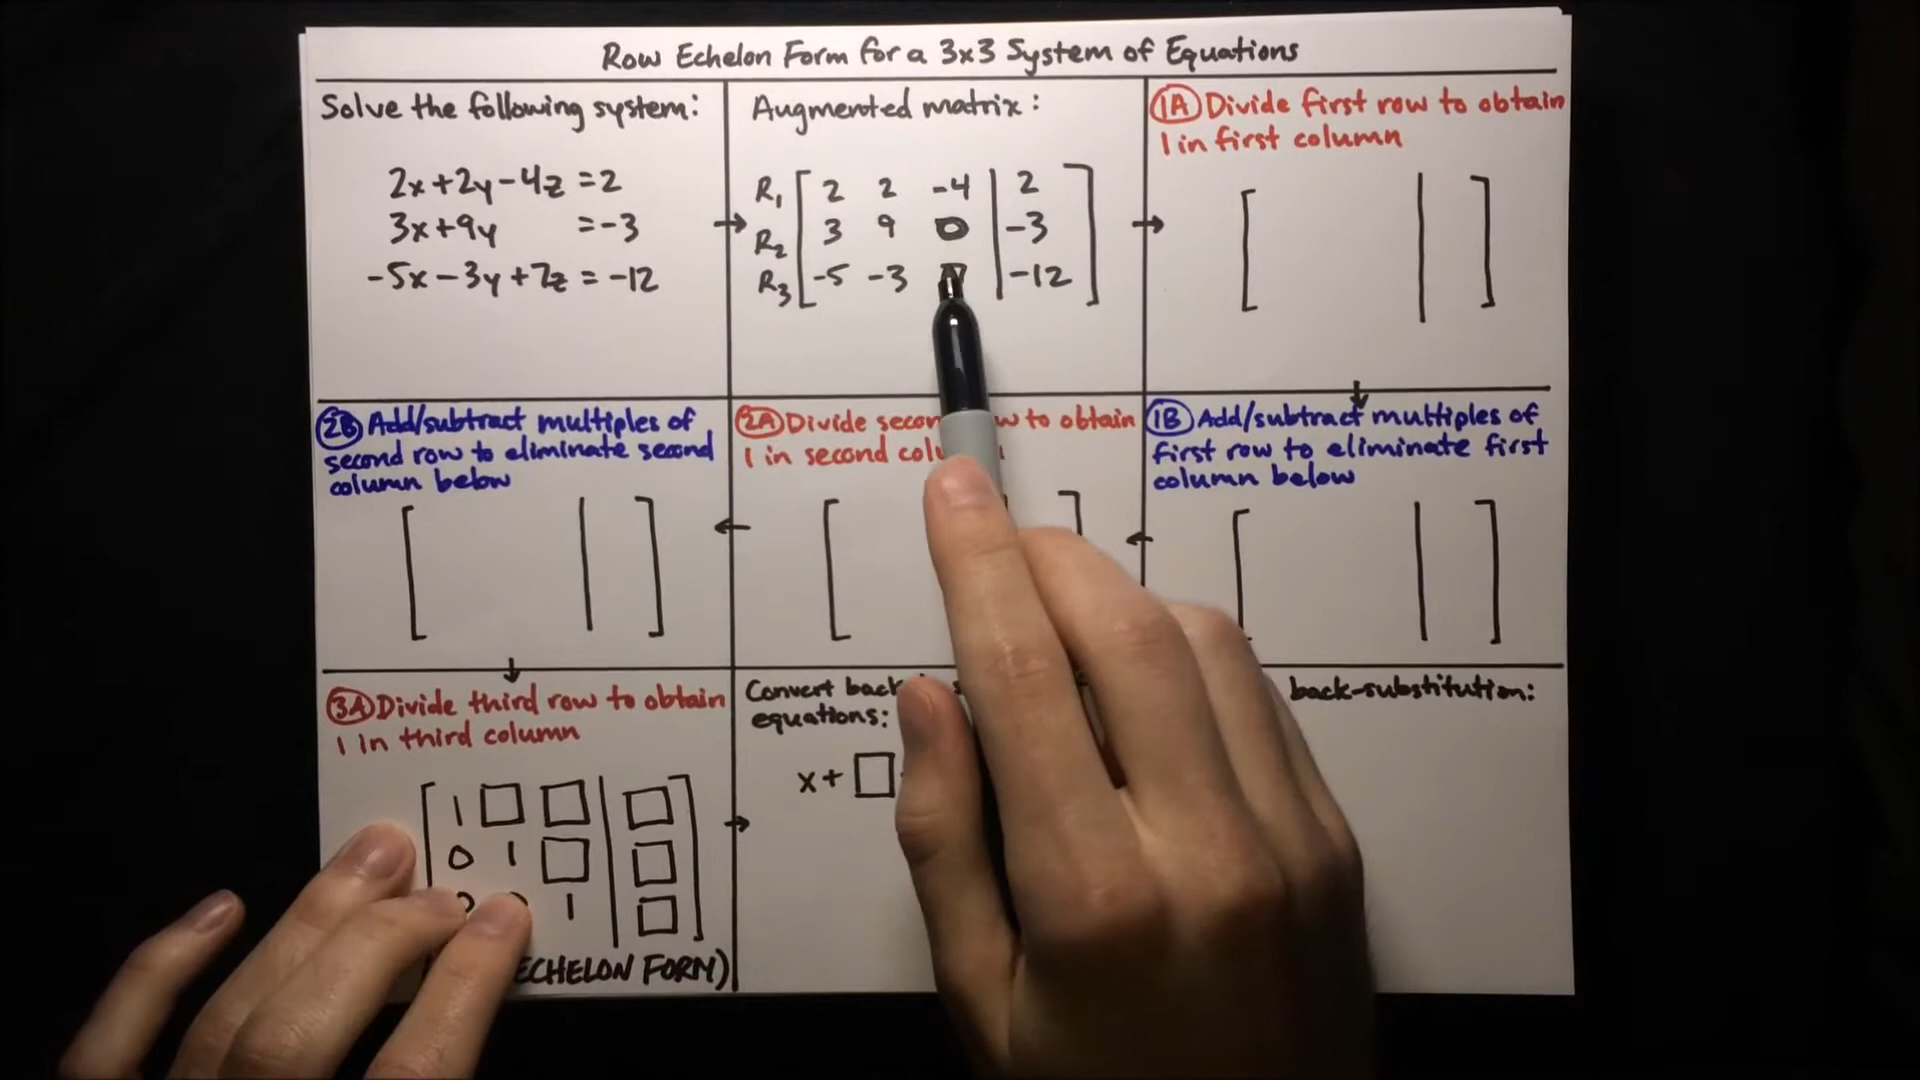 Row Echelon Form for a 3x3 System of Equations
Solve the following system:
2x+2y-4z=2
3x+9y =-3
-5x-3y+7z=-12
Augmented matrix:
R1 2 2 -4 2
R2 3 9 0 -3
R3 -5 -3 -12
1A Divide first row to obtain
1 in first column
2B Add/subtract multiples of
second row to eliminate second
column below
2A Divide to obtain
1 in second
1B Add/subtract multiples of
first row to eliminate first
column below
3A Divide third row to obtain
1 in third column
1 □ □ □
0 1 □ □
1 □
ECHELON FORM)
Convert back
equations:
x+ □
back-substitution: